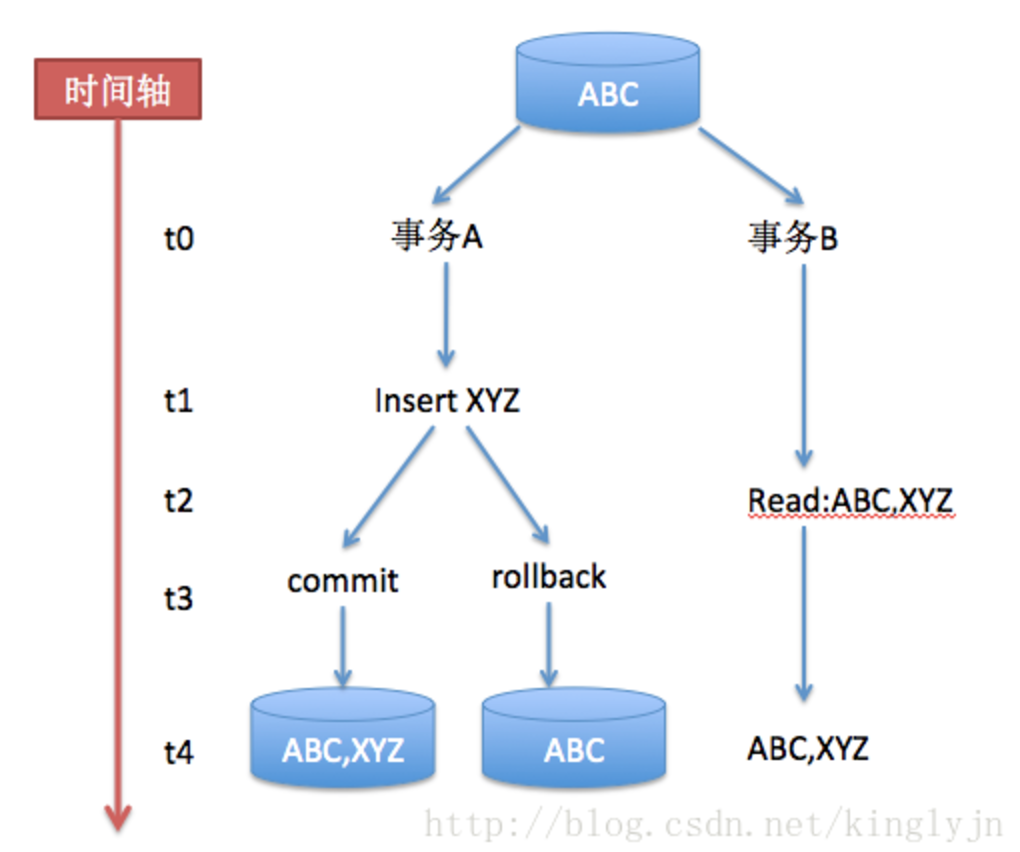 时间轴
ABC
t0
事务A
事务B
t1
Insert XYZ
t2
Read:ABC,XYZ
t3
commit
rollback
t4
ABC,XYZ
ABC
ABC,XYZ
http://blog.csdn.net/kinglyjn